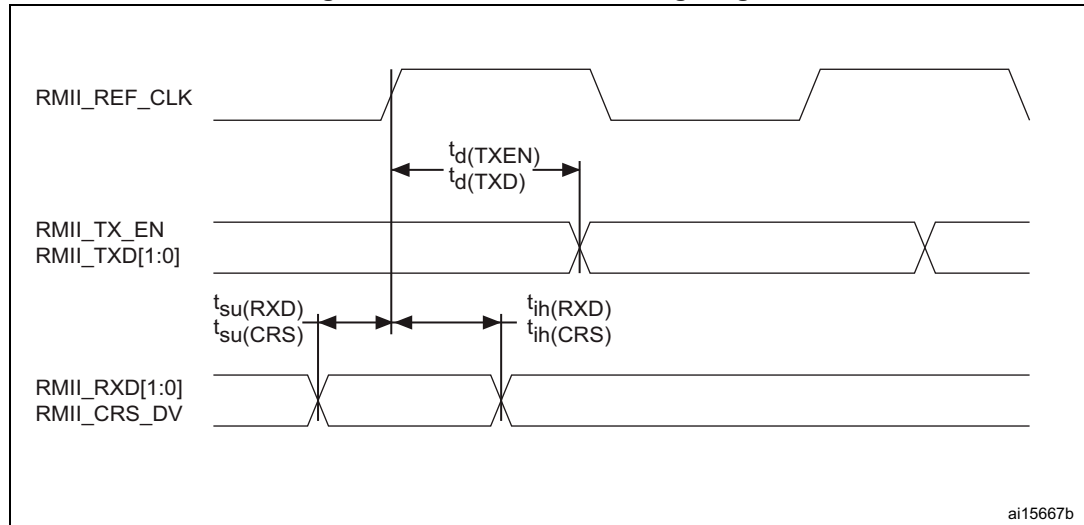 RMII_REF_CLK
td(TXEN)
td(TXD)
RMII_TX_EN
RMII_TXD[1:0]
tsu(RXD)
tsu(CRS)
tih(RXD)
tih(CRS)
RMII_RXD[1:0]
RMII_CRS_DV
ai15667b